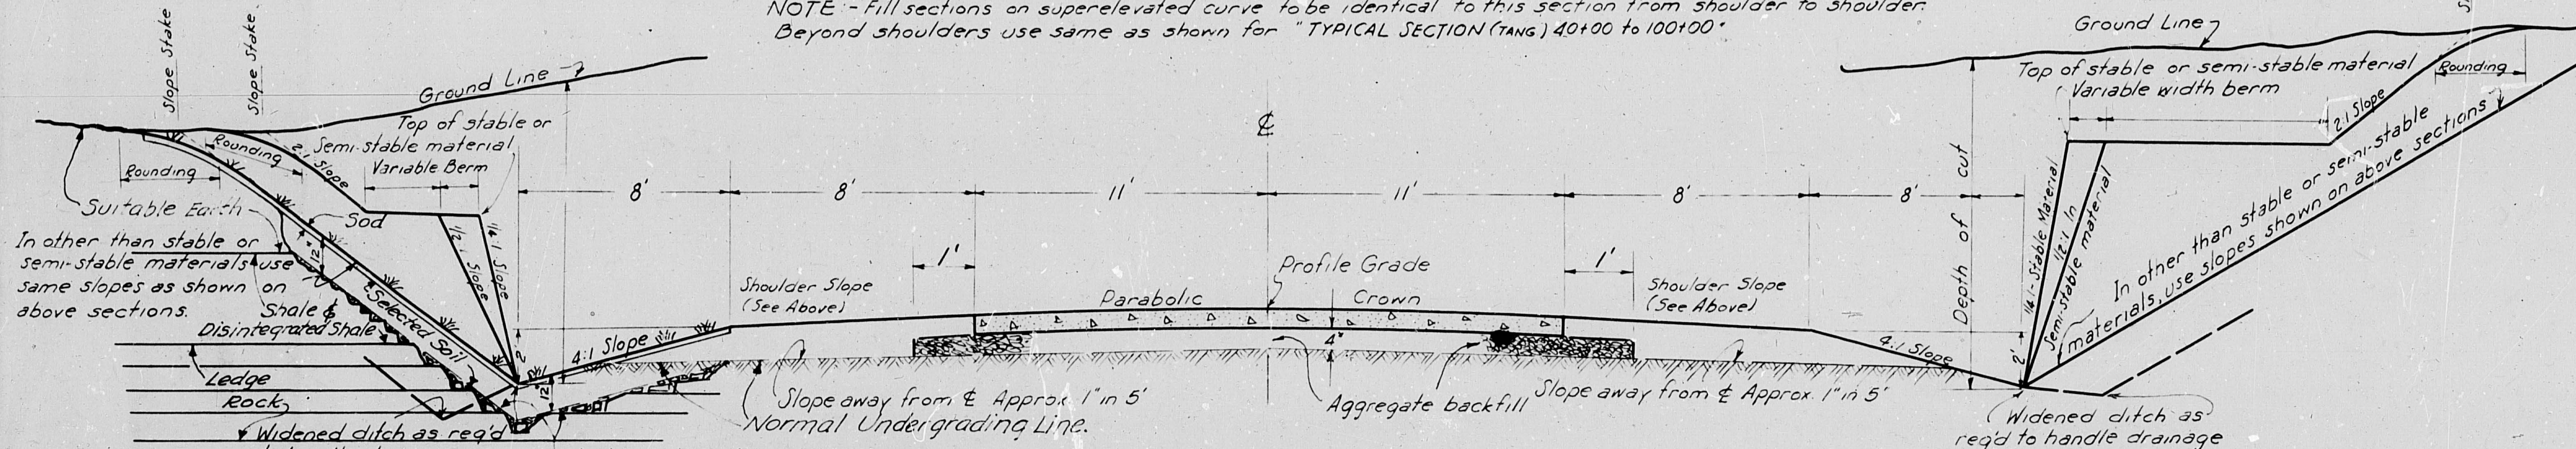 NOTE:- Fill sections on superelevated curve to be identical to this section from shoulder to shoulder.
Beyond shoulders use same as shown for "TYPICAL SECTION (TANG) 40+00 to 100+00"
Slope Stake
Slope Stake
Ground Line
Top of stable or
Semi-stable material
Variable Berm
Rounding
Rounding
2:1 Slope
Suitable Earth
Sod
In other than stable or
semi-stable materials use
same slopes as shown on
above sections.
12"
Shale &
Disintegrated Shale
Selected Soil
1/2 Slope
1/4:1 Slope
Ledge
Rock
Widened ditch as req'd
2'
12"
4:1 Slope
8'
8'
11'
℄
11'
8'
8'
1'
1'
Shoulder Slope
(See Above)
Parabolic Crown
Profile Grade
4"
Shoulder Slope
(See Above)
Slope away from ℄ Approx. 1" in 5'
Normal Undergrading Line.
Aggregate backfill
Slope away from ℄ Approx. 1" in 5'
4:1 Slope
Ground Line
Top of stable or semi-stable material
Variable width berm
Rounding
2:1 Slope
Depth of cut
2'
1/4:1-Stable Material
1/2:1 In
Semi-stable material
In other than stable or semi-stable
materials, use slopes shown on above sections
Widened ditch as
req'd to handle drainage